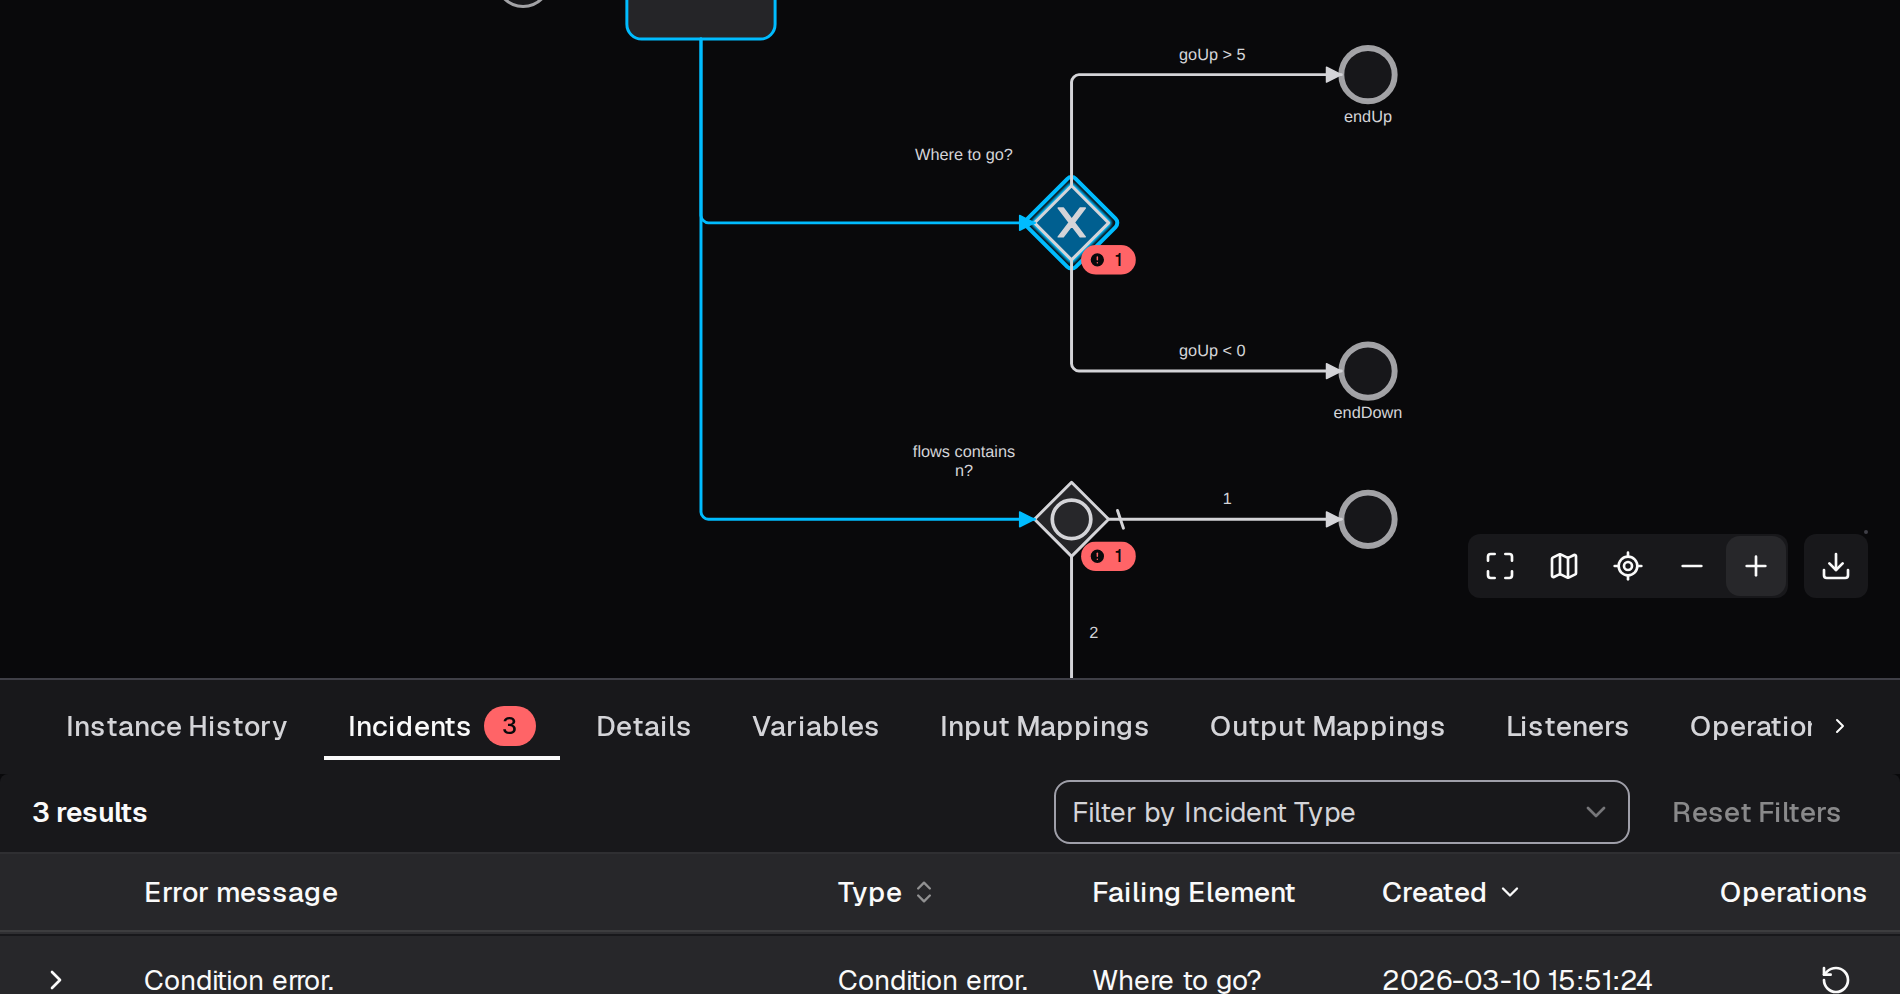 goUp > 5
endUp
Where to go?
1
goUp < 0
endDown
flows contains
n?
1
1
2
Instance History
Incidents 3
Details
Variables
Input Mappings
Output Mappings
Listeners
Operation
3 results
Filter by Incident Type
Reset Filters
Error message
Type
Failing Element
Created
Operations
Condition error.
Condition error.
Where to go?
2026-03-10 15:51:24